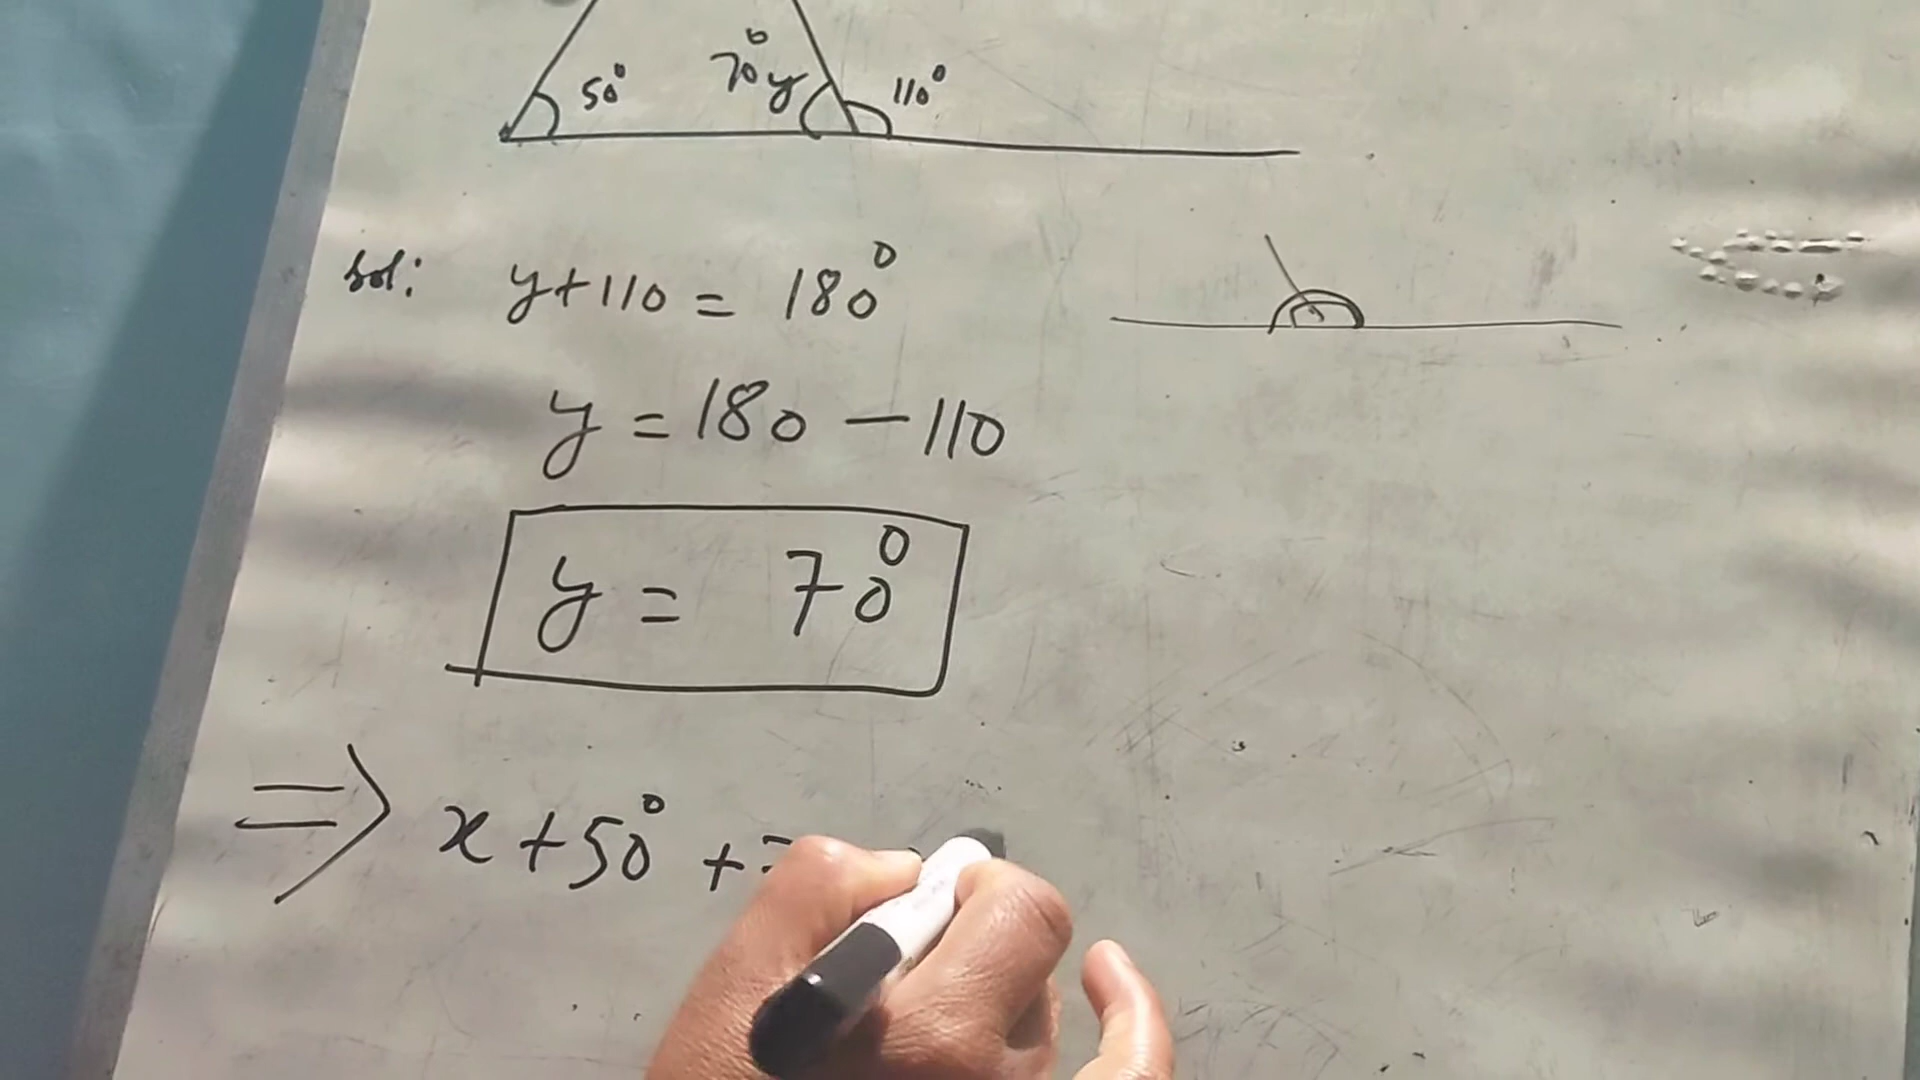 50° 70° y 110°
sol: y+110 = 180°
y = 180 - 110
y = 70°
⇒ x + 50° +